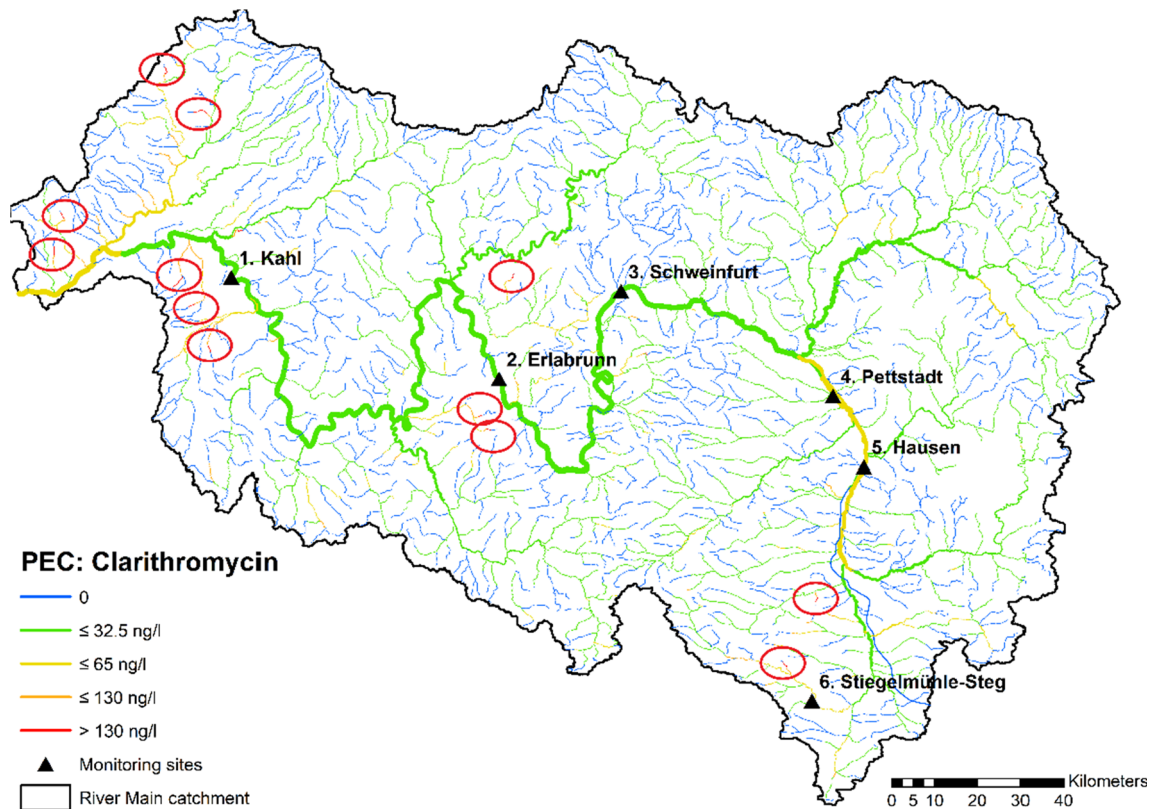 1. Kahl
3. Schweinfurt
2. Erlabrunn
4. Pettstadt
5. Hausen
6. Stiegelmühle-Steg
PEC: Clarithromycin
0
≤ 32.5 ng/l
≤ 65 ng/l
≤ 130 ng/l
> 130 ng/l
Monitoring sites
River Main catchment
Kilometers
0 5 10 20 30 40